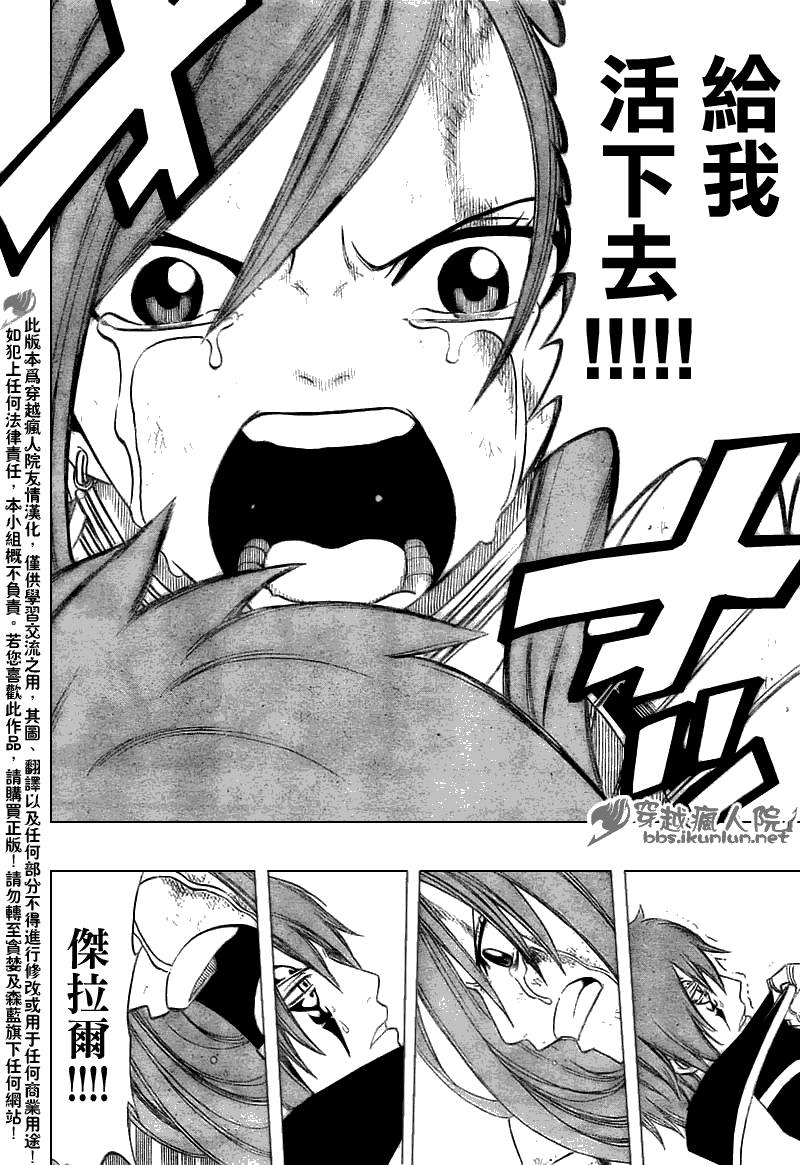 給我
活下去!!!!!
オオ
オッ
穿越瘋人院
bbs.ikunlun.net
傑拉爾!!!!
此版本爲穿越瘋人院友情漢化，僅供學習交流之用，其圖、翻譯以及任何部分不得進行修改或用于任何商業用途！
如犯上任何法律責任，本小組概不負責。若您喜歡此作品，請購買正版！請勿轉至貪婪及森藍旗下任何網站！